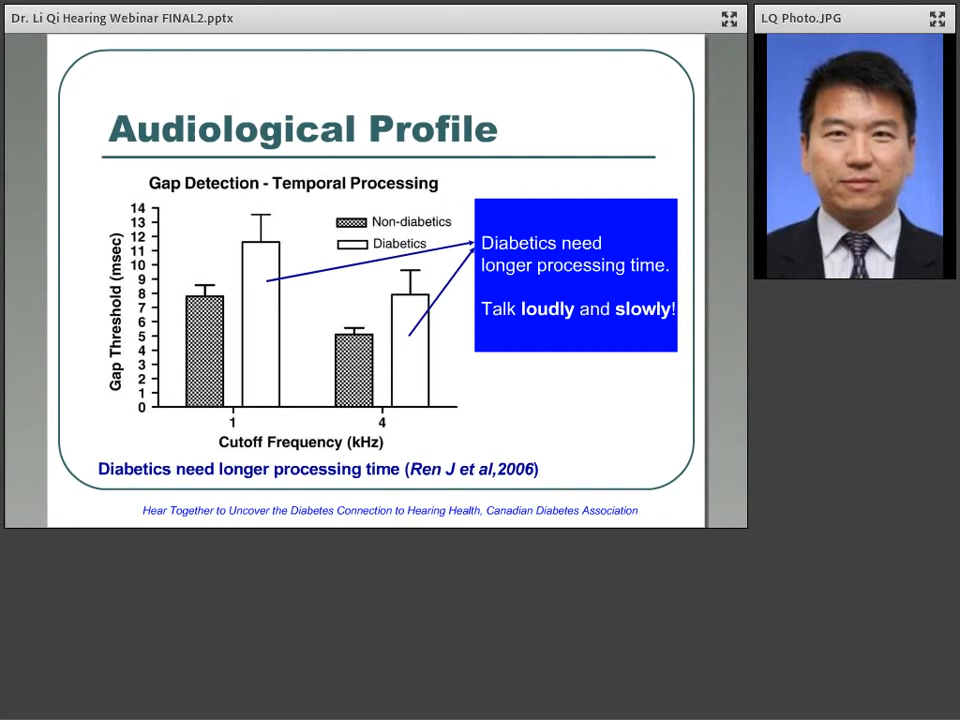 Dr. Li Qi Hearing Webinar FINAL2.pptx
LQ Photo.JPG
Audiological Profile
Gap Detection - Temporal Processing
14
13
12
11
10
9
8
7
6
5
4
3
2
1
0
Gap Threshold (msec)
Non-diabetics
Diabetics
1
4
Cutoff Frequency (kHz)
Diabetics need
longer processing time.
Talk loudly and slowly!
Diabetics need longer processing time (Ren J et al,2006)
Hear Together to Uncover the Diabetes Connection to Hearing Health, Canadian Diabetes Association